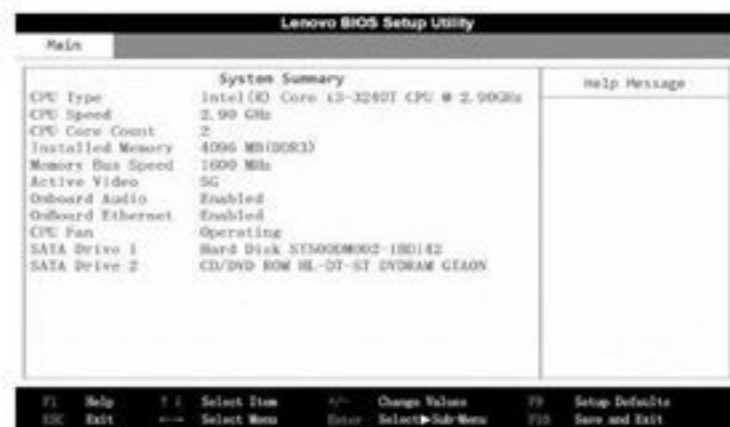 Lenovo BIOS Setup Utility
Main
System Summary
Help Message
CPU Type Intel(R) Core i3-3240T CPU @ 2.90GHz
CPU Speed 2.90 GHz
CPU Core Count 2
Installed Memory 4096 MB(DDR3)
Memory Bus Speed 1600 MHz
Active Video
Onboard Audio Enabled
OnBoard Ethernet Enabled
CPU Fan Operating
SATA Drive 1 Hard Disk
SATA Drive 2 CD/DVD ROM HL-DT-ST DVDRAM
F1 Help ↑↓ Select Item +/- Change Values F9 Setup Defaults
ESC Exit ←→ Select Menu Enter Select▶Sub-Menu F10 Save and Exit